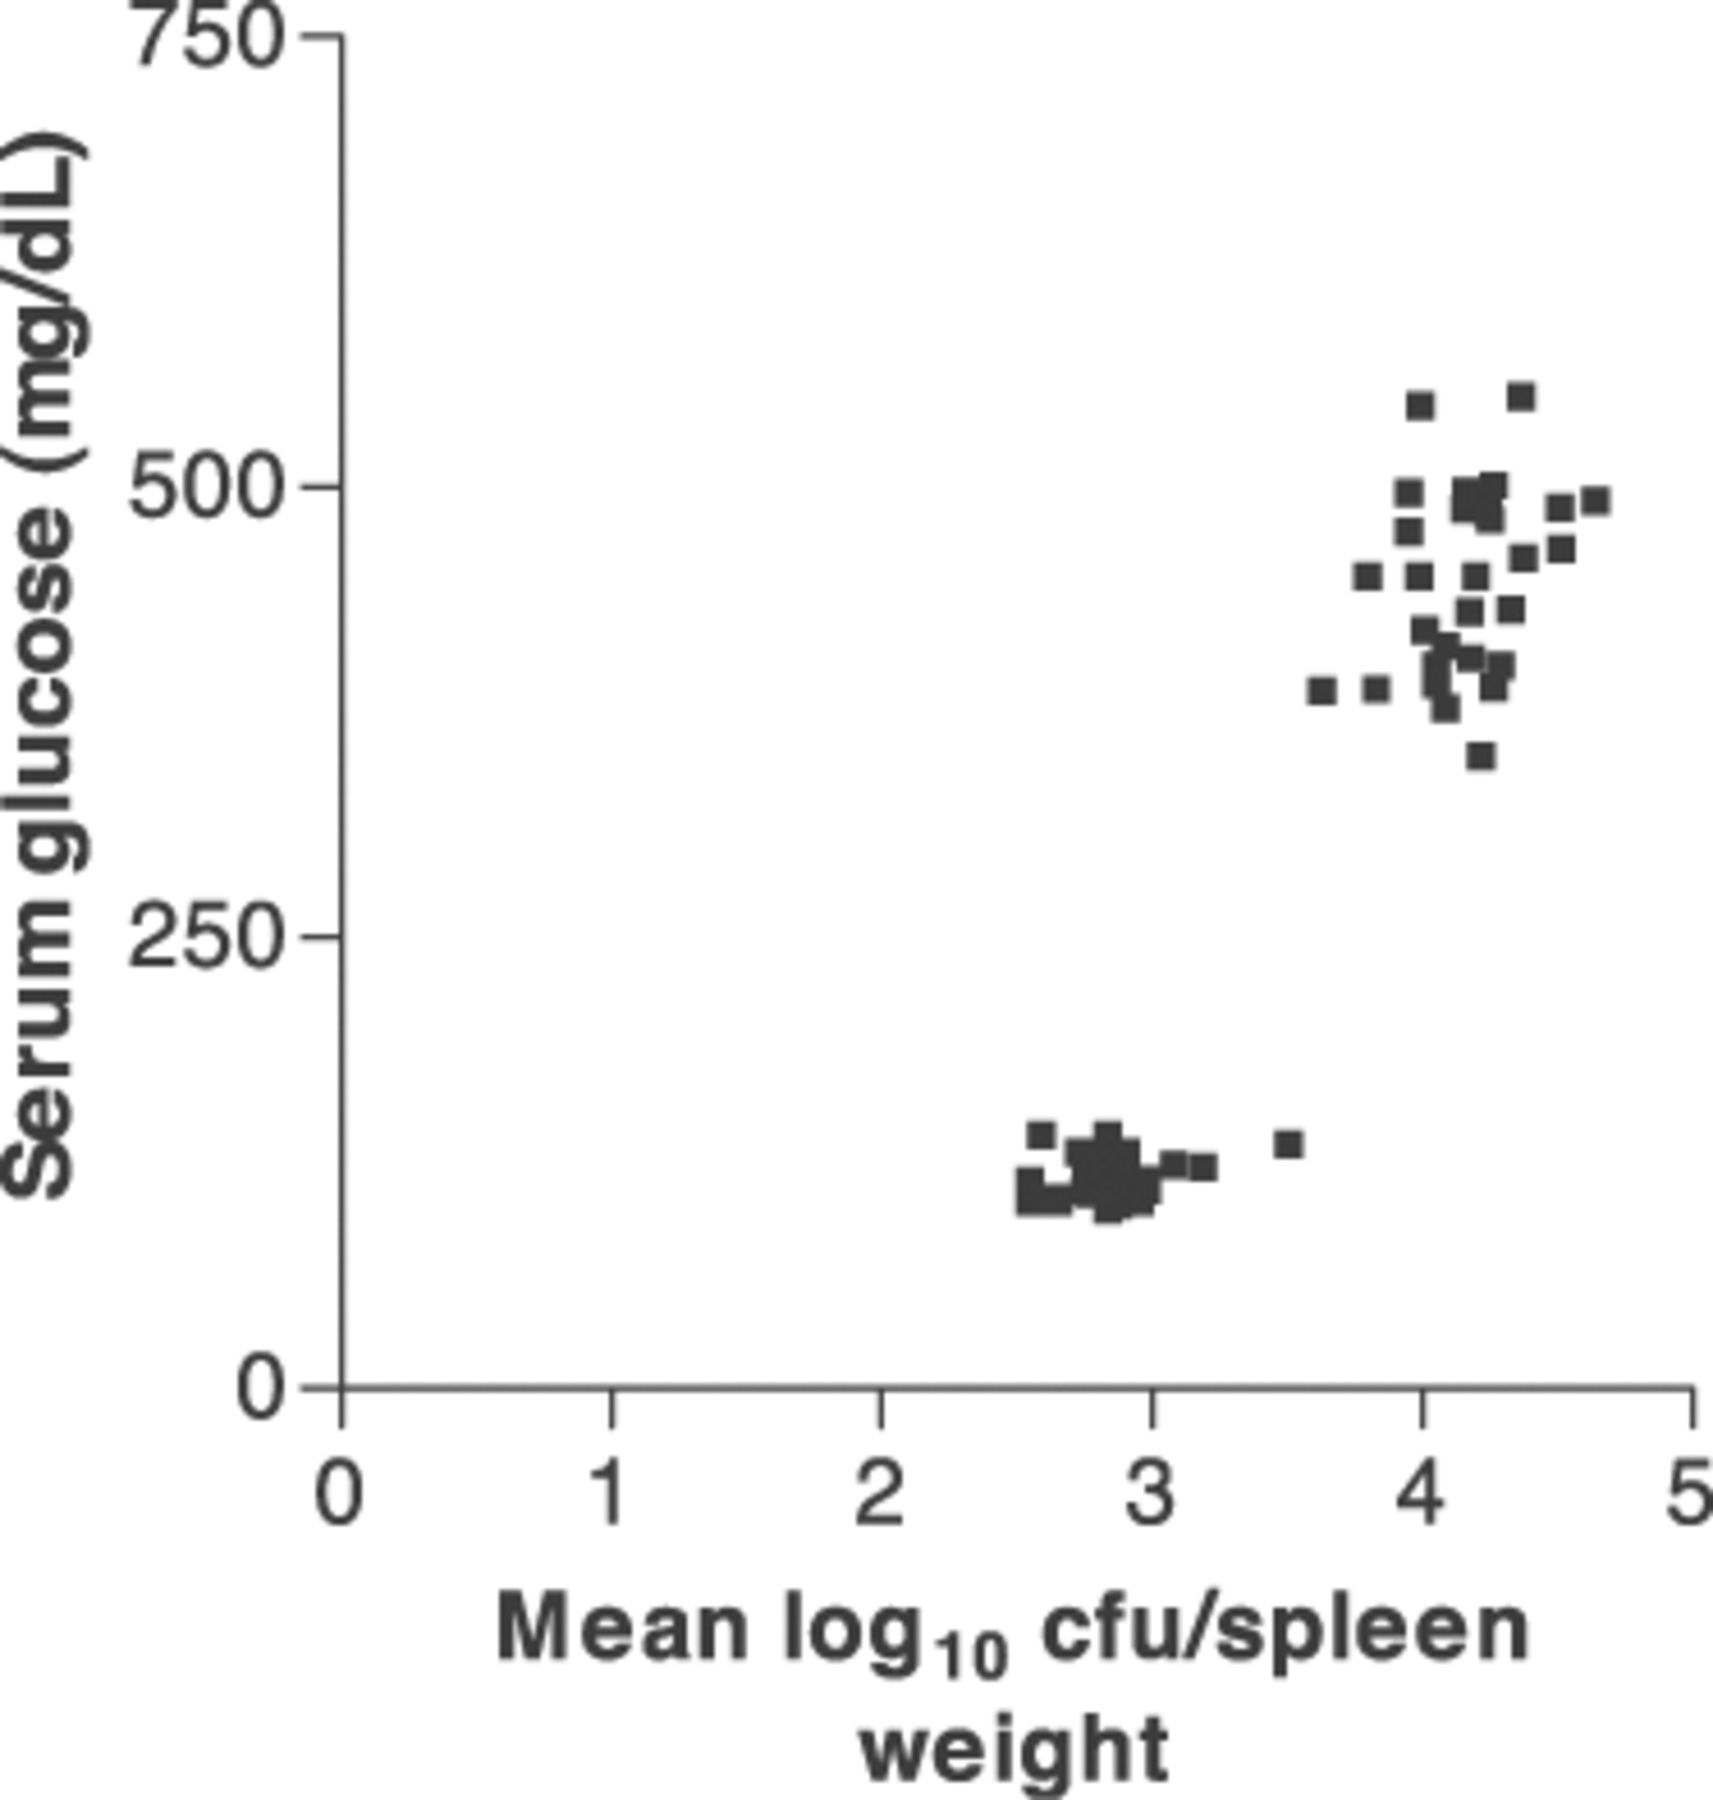 Serum glucose (mg/dL)
750
500
250
0
0 1 2 3 4 5
Mean log10 cfu/spleen
weight